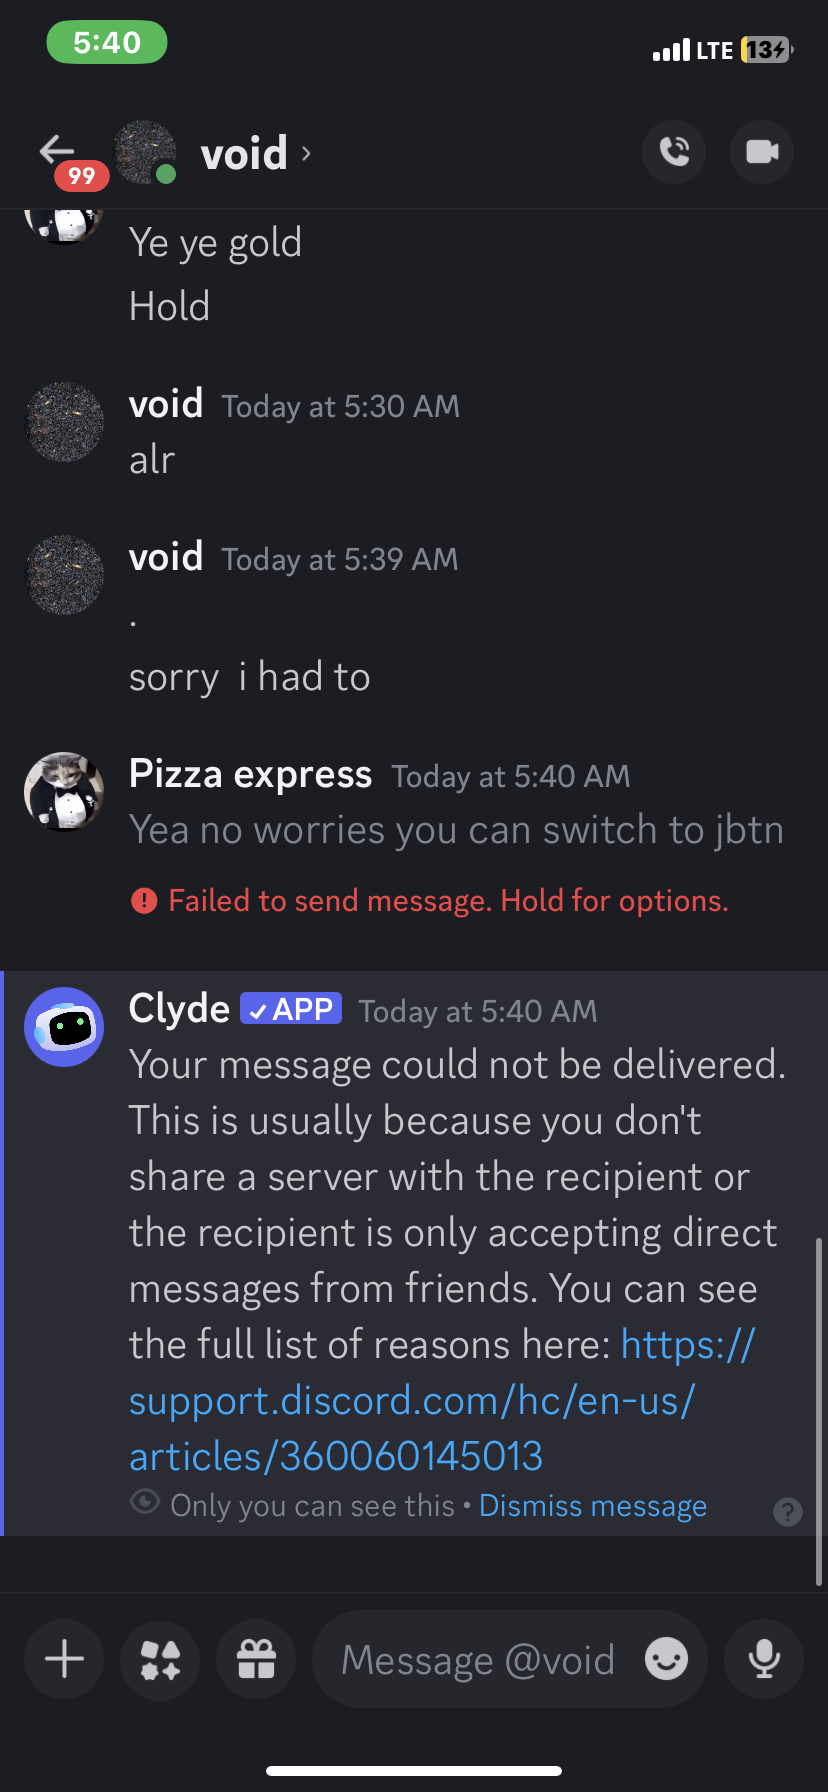 5:40
LTE 13
99
void ›
Ye ye gold
Hold
void Today at 5:30 AM
alr
void Today at 5:39 AM
.
sorry  i had to
Pizza express Today at 5:40 AM
Yea no worries you can switch to jbtn
! Failed to send message. Hold for options.
Clyde ✓ APP Today at 5:40 AM
Your message could not be delivered.
This is usually because you don't
share a server with the recipient or
the recipient is only accepting direct
messages from friends. You can see
the full list of reasons here: https://
support.discord.com/hc/en-us/
articles/360060145013
Only you can see this • Dismiss message
?
Message @void